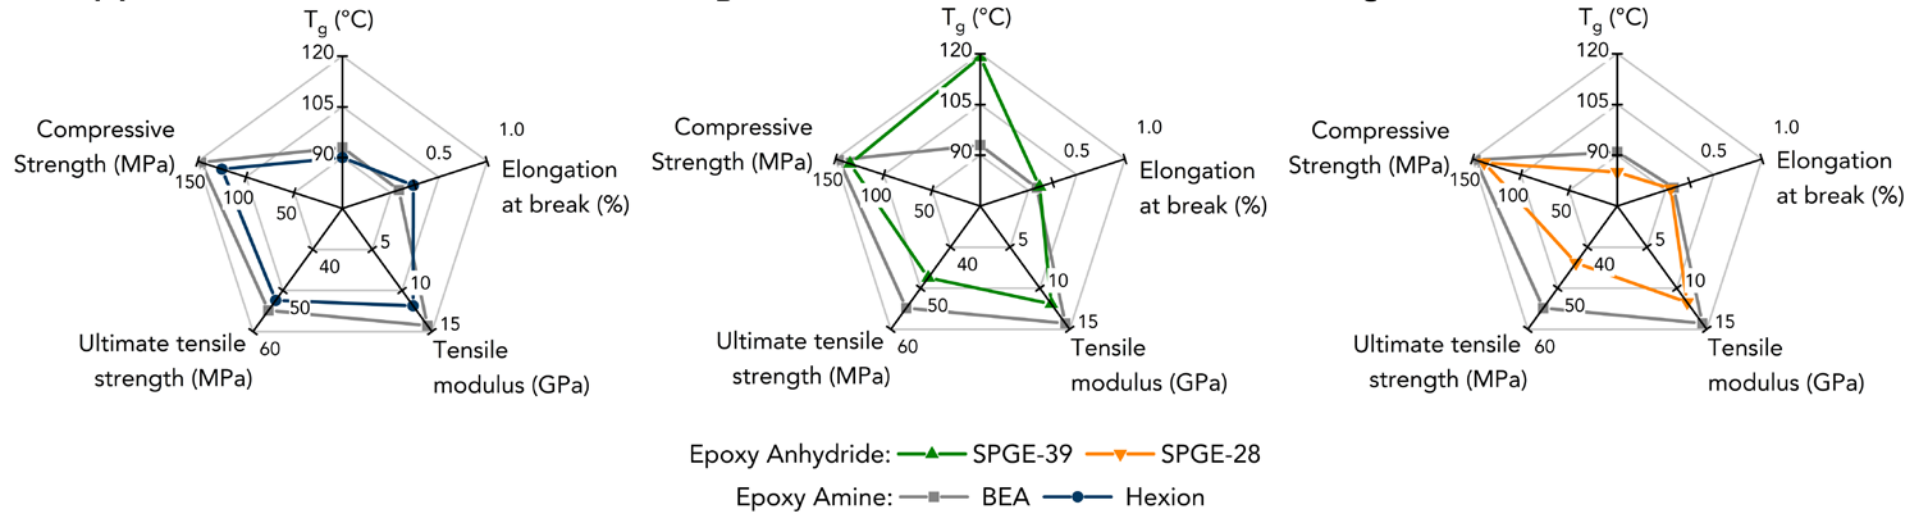 T_g (°C)
120
105
90
Compressive
Strength (MPa)
150
100
50
1.0
0.5
Elongation
at break (%)
5
10
15
40
50
60
Ultimate tensile
strength (MPa)
Tensile
modulus (GPa)
T_g (°C)
120
105
90
Compressive
Strength (MPa)
150
100
50
1.0
0.5
Elongation
at break (%)
5
10
15
40
50
60
Ultimate tensile
strength (MPa)
Tensile
modulus (GPa)
T_g (°C)
120
105
90
Compressive
Strength (MPa)
150
100
50
1.0
0.5
Elongation
at break (%)
5
10
15
40
50
60
Ultimate tensile
strength (MPa)
Tensile
modulus (GPa)
Epoxy Anhydride: SPGE-39 SPGE-28
Epoxy Amine: BEA Hexion